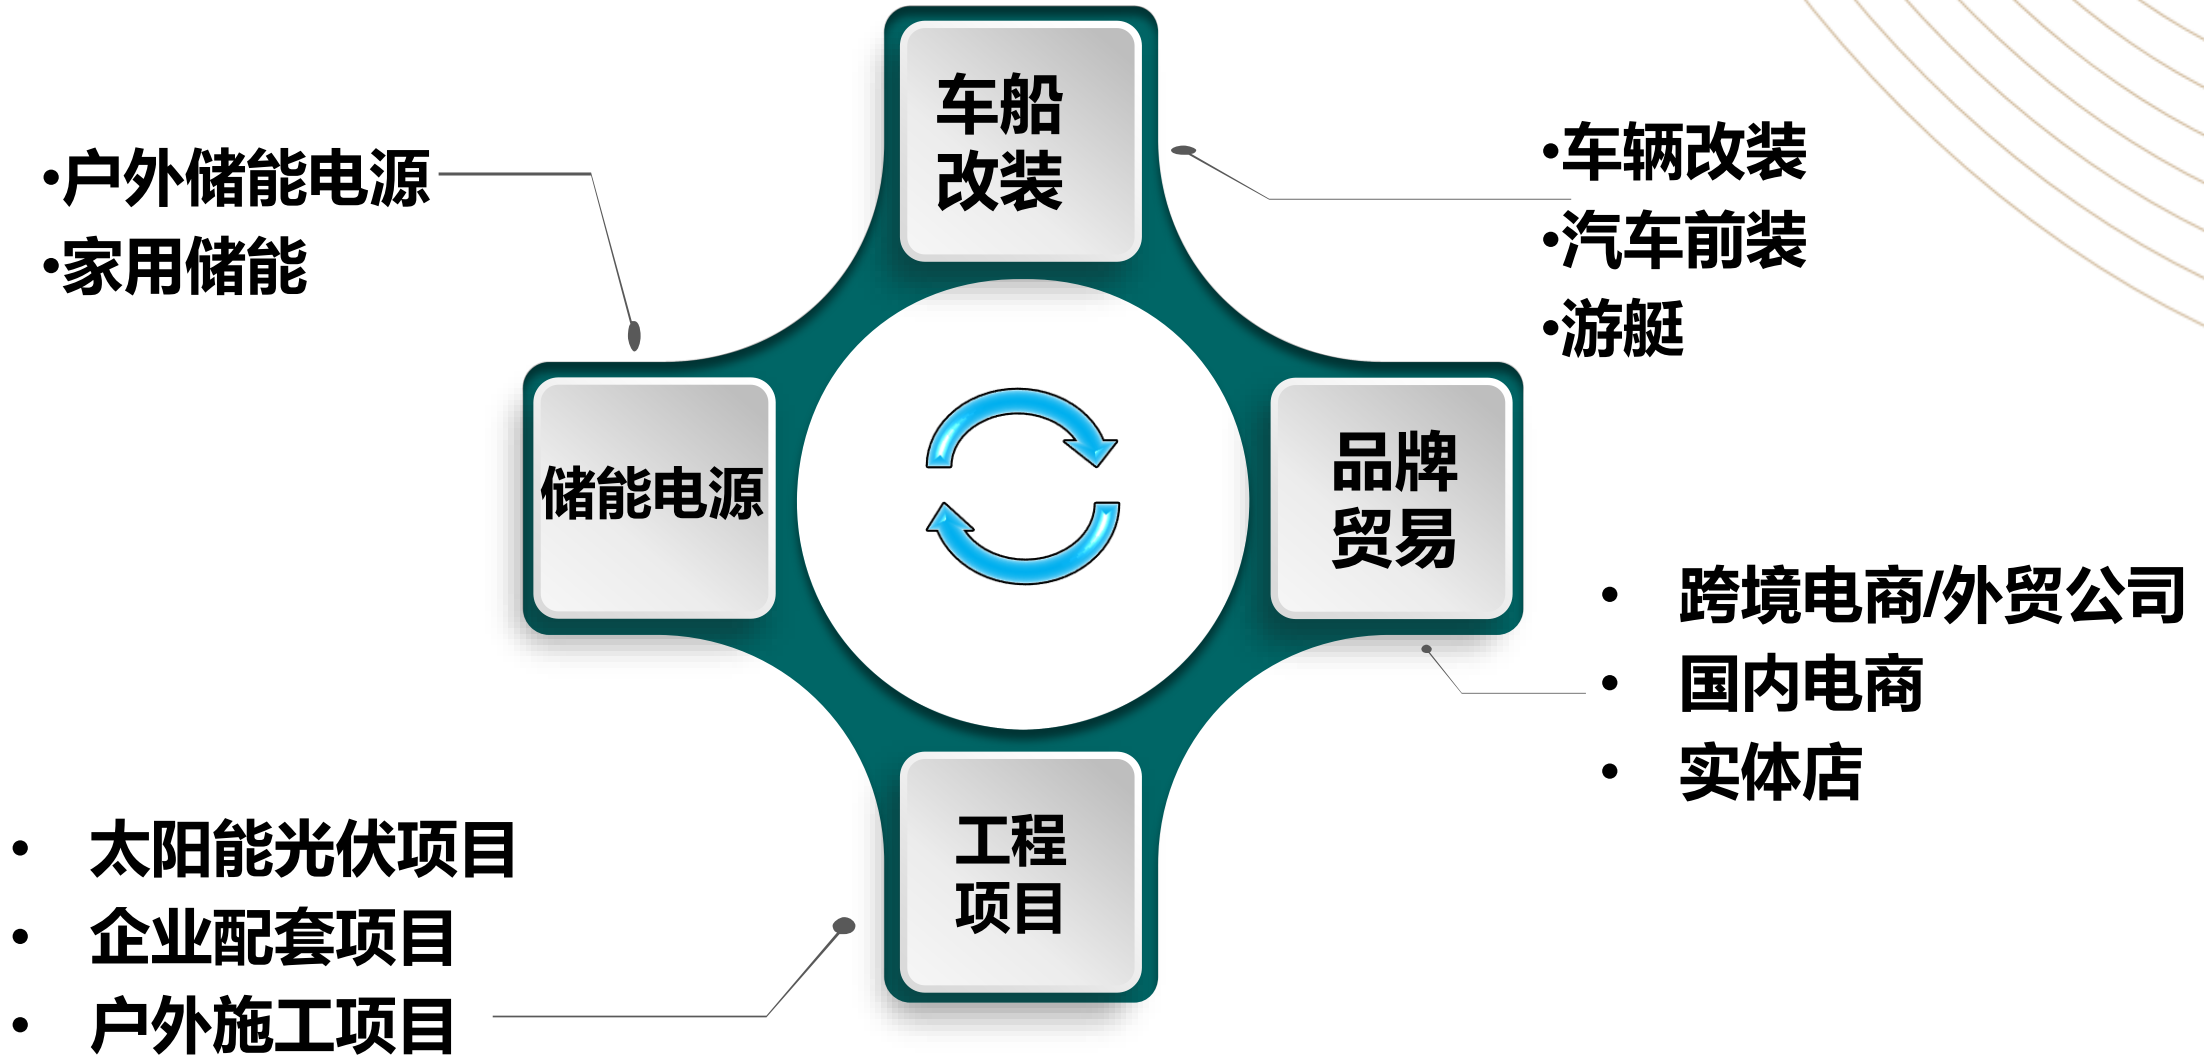 车船
改装
•户外储能电源
•家用储能
•车辆改装
•汽车前装
•游艇
储能电源
品牌
贸易
• 跨境电商/外贸公司
• 国内电商
• 实体店
工程
项目
• 太阳能光伏项目
• 企业配套项目
• 户外施工项目